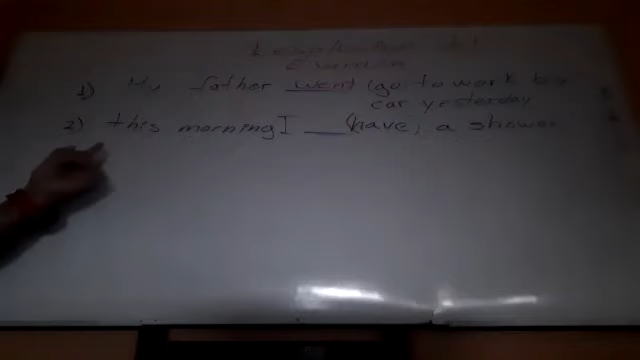 1) My father went (go to work by
car yesterday
2) this morning I ___ (have) a shower